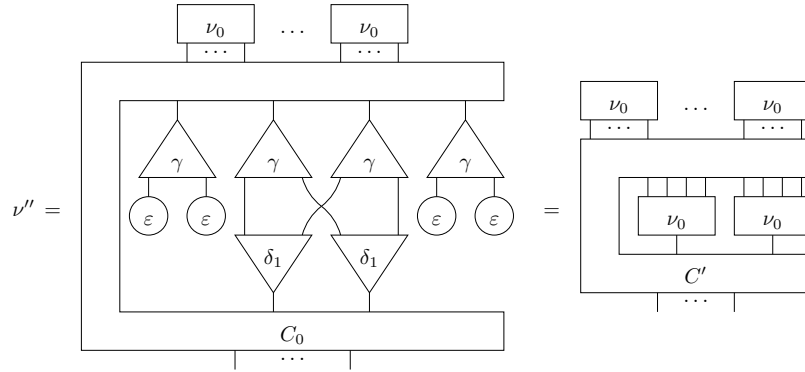 ν₀ … ν₀
… …
ν₀ … ν₀
… …
γ γ γ γ
ν″ = ε ε ε ε =
ν₀ ν₀
δ₁ δ₁
C′
C₀
…
…